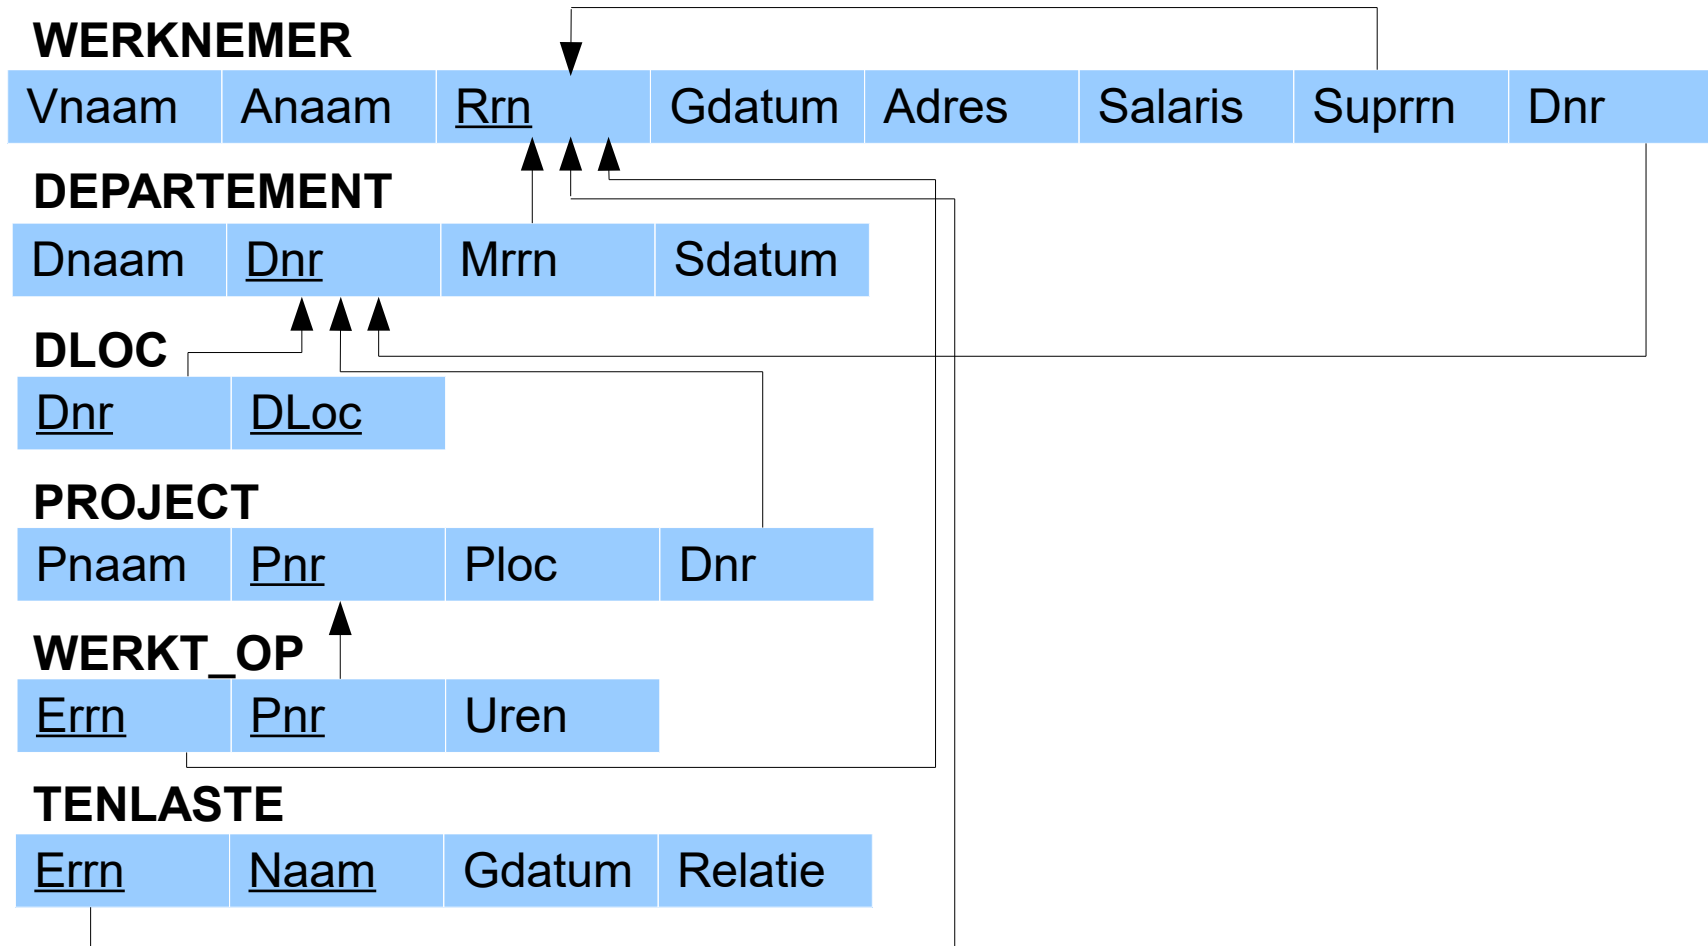 WERKNEMER
Vnaam Anaam Rrn Gdatum Adres Salaris Suprrn Dnr
DEPARTEMENT
Dnaam Dnr Mrrn Sdatum
DLOC
Dnr DLoc
PROJECT
Pnaam Pnr Ploc Dnr
WERKT_OP
Errn Pnr Uren
TENLASTE
Errn Naam Gdatum Relatie